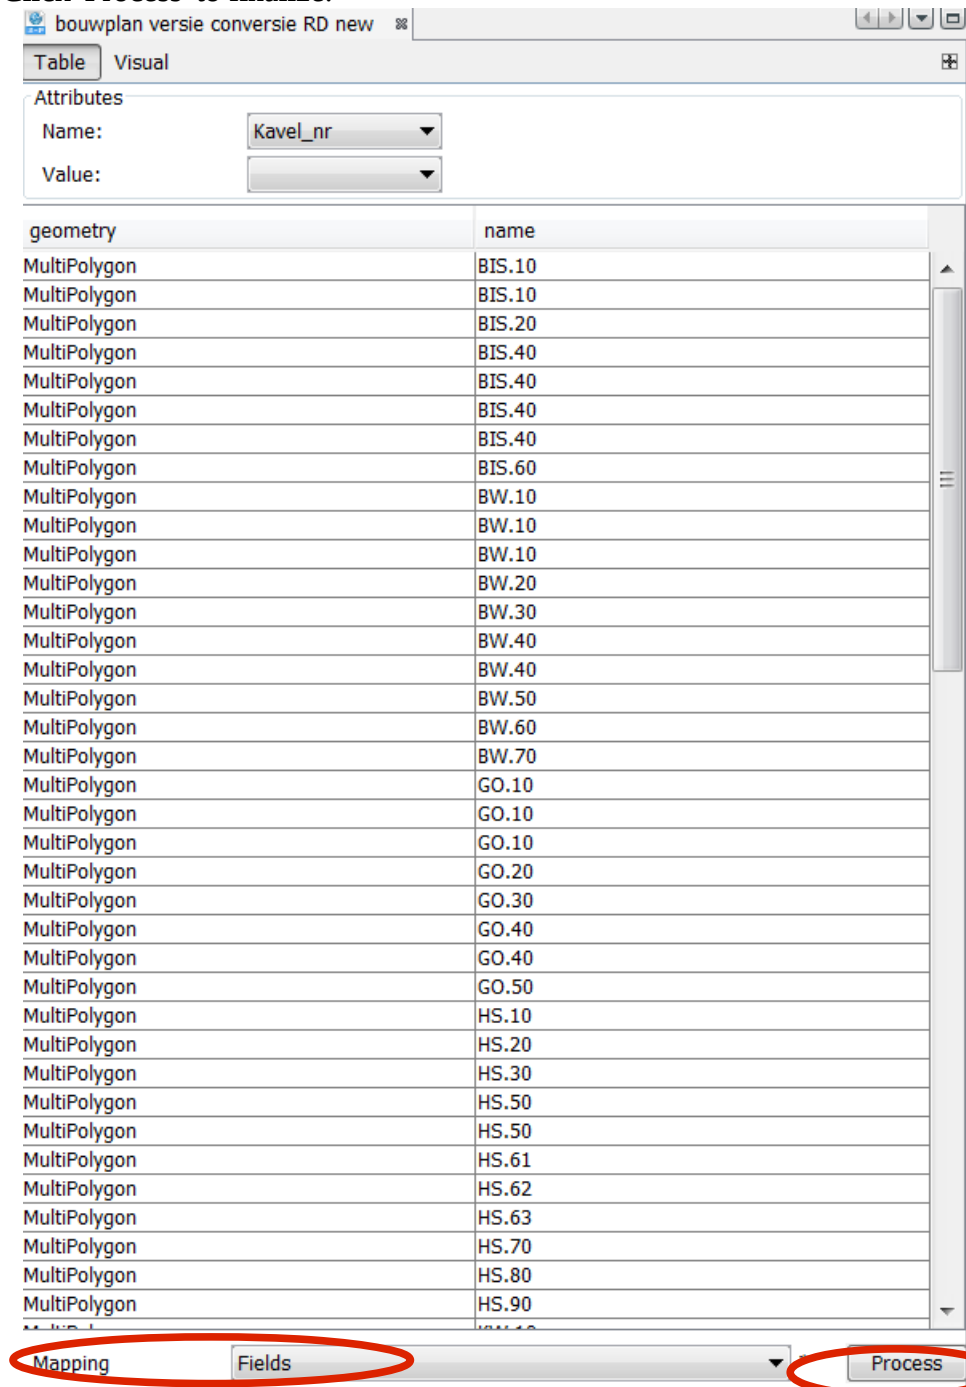 Click 'Process' to finalize.
bouwplan versie conversie RD new
Table Visual
Attributes
Name: Kavel_nr
Value:
geometry name
MultiPolygon BIS.10
MultiPolygon BIS.10
MultiPolygon BIS.20
MultiPolygon BIS.40
MultiPolygon BIS.40
MultiPolygon BIS.40
MultiPolygon BIS.40
MultiPolygon BIS.60
MultiPolygon BW.10
MultiPolygon BW.10
MultiPolygon BW.10
MultiPolygon BW.20
MultiPolygon BW.30
MultiPolygon BW.40
MultiPolygon BW.40
MultiPolygon BW.50
MultiPolygon BW.60
MultiPolygon BW.70
MultiPolygon GO.10
MultiPolygon GO.10
MultiPolygon GO.10
MultiPolygon GO.20
MultiPolygon GO.30
MultiPolygon GO.40
MultiPolygon GO.40
MultiPolygon GO.50
MultiPolygon HS.10
MultiPolygon HS.20
MultiPolygon HS.30
MultiPolygon HS.50
MultiPolygon HS.50
MultiPolygon HS.61
MultiPolygon HS.62
MultiPolygon HS.63
MultiPolygon HS.70
MultiPolygon HS.80
MultiPolygon HS.90
Mapping Fields Process